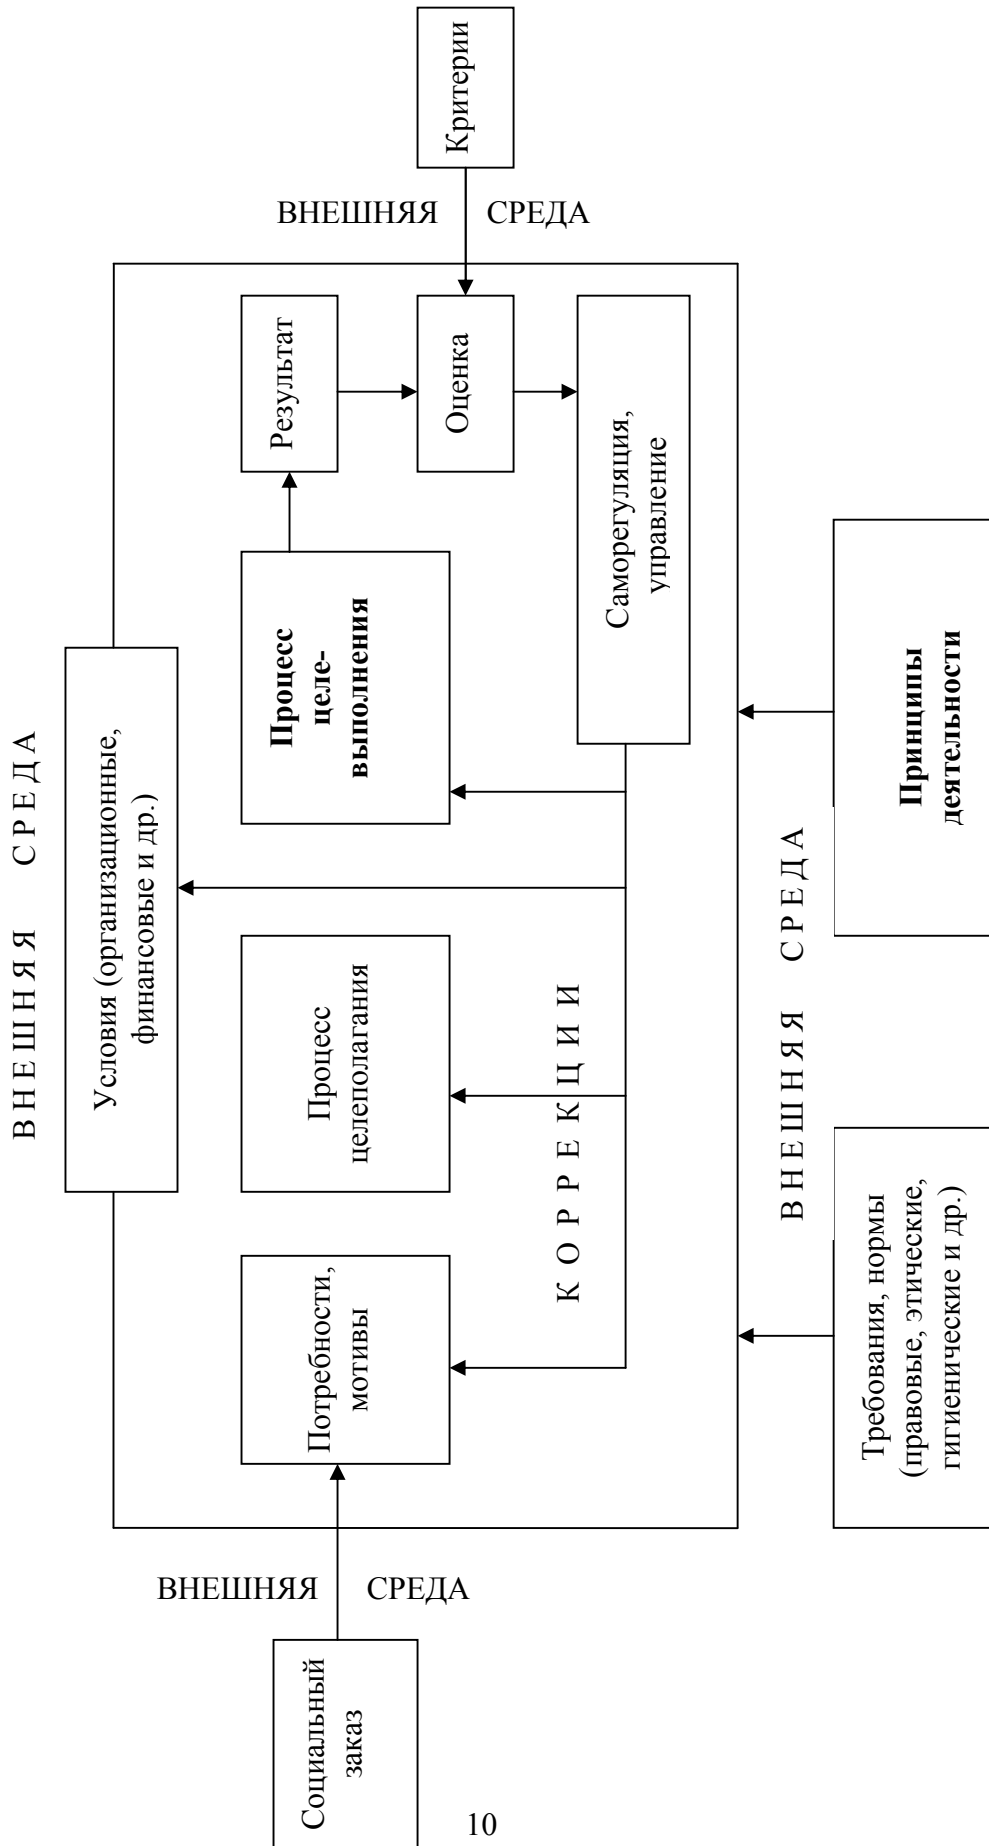 В Н Е Ш Н Я Я С Р Е Д А
Условия (организационные,
финансовые и др.)
Социальный
заказ
ВНЕШНЯЯ
СРЕДА
Потребности,
мотивы
Процесс
целеполагания
Процесс
целе-
выполнения
Результат
Оценка
ВНЕШНЯЯ
СРЕДА
Критерии
Саморегуляция,
управление
К О Р Р Е К Ц И И
В Н Е Ш Н Я Я С Р Е Д А
Требования, нормы
(правовые, этические,
гигиенические и др.)
Принципы
деятельности
10